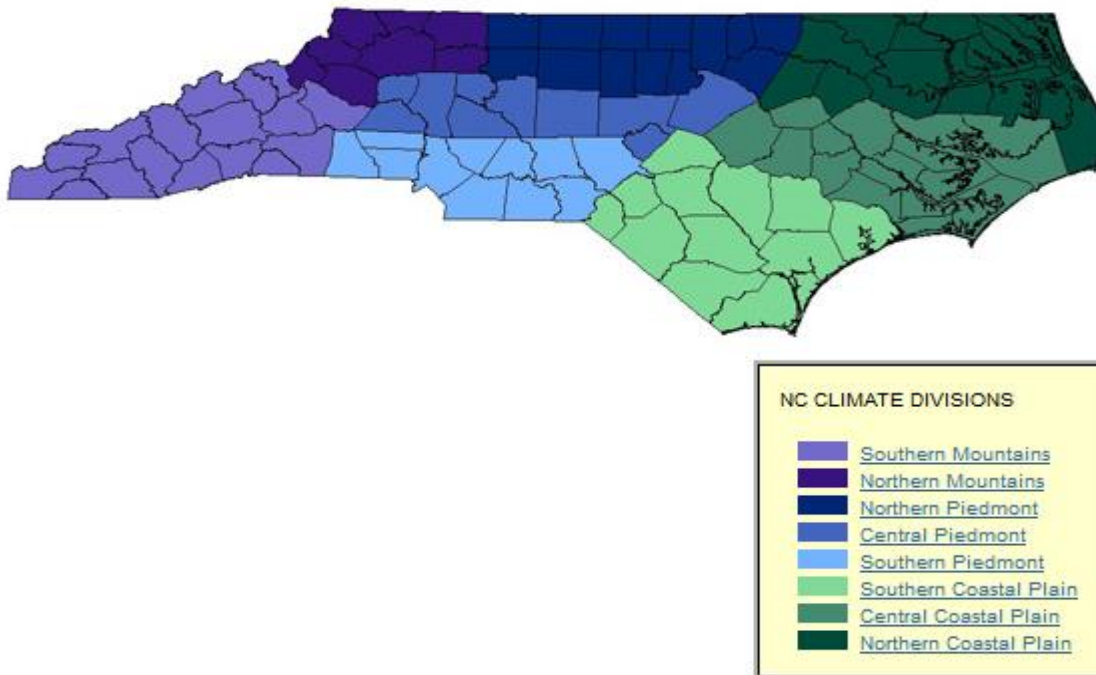 NC CLIMATE DIVISIONS
Southern Mountains
Northern Mountains
Northern Piedmont
Central Piedmont
Southern Piedmont
Southern Coastal Plain
Central Coastal Plain
Northern Coastal Plain